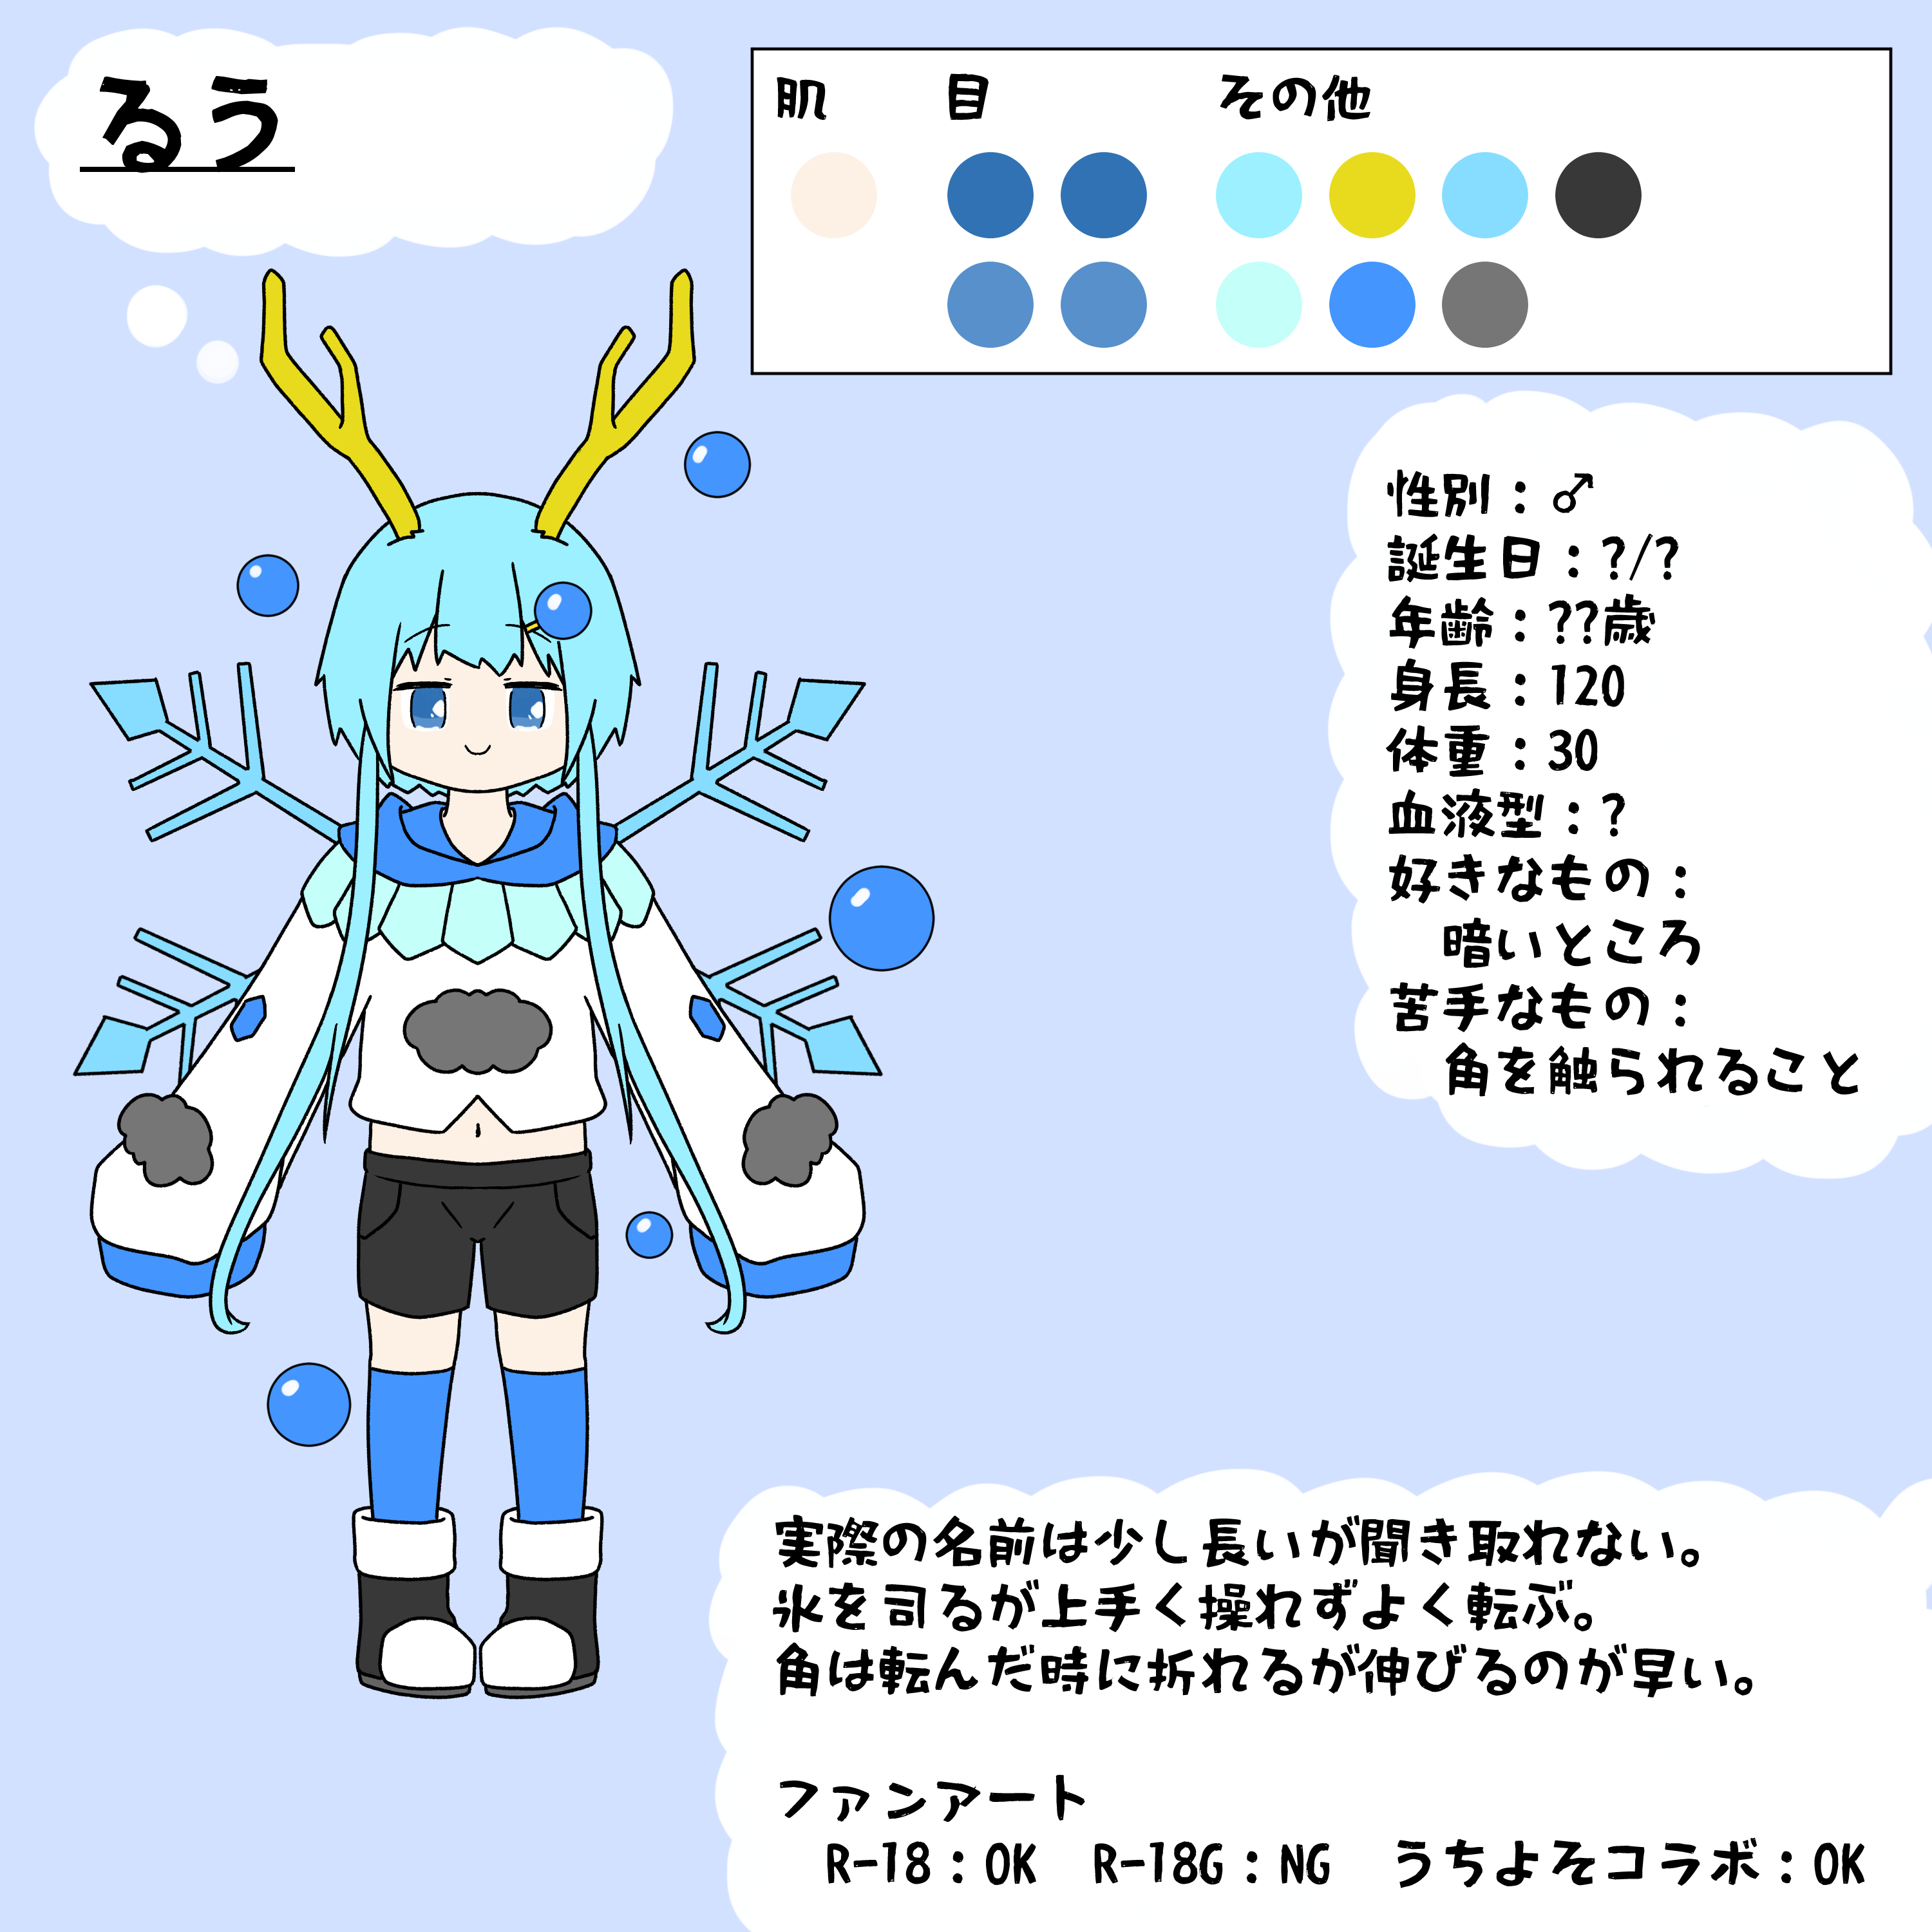 るう
肌 目 その他
性別：♂
誕生日：?/?
年齢：??歳
身長：120
体重：30
血液型：?
好きなもの：
暗いところ
苦手なもの：
角を触られること
実際の名前は少し長いが聞き取れない。
氷を司るが上手く操れずよく転ぶ。
角は転んだ時に折れるが伸びるのが早い。
ファンアート
R-18：OK R-18G：NG うちよそコラボ：OK